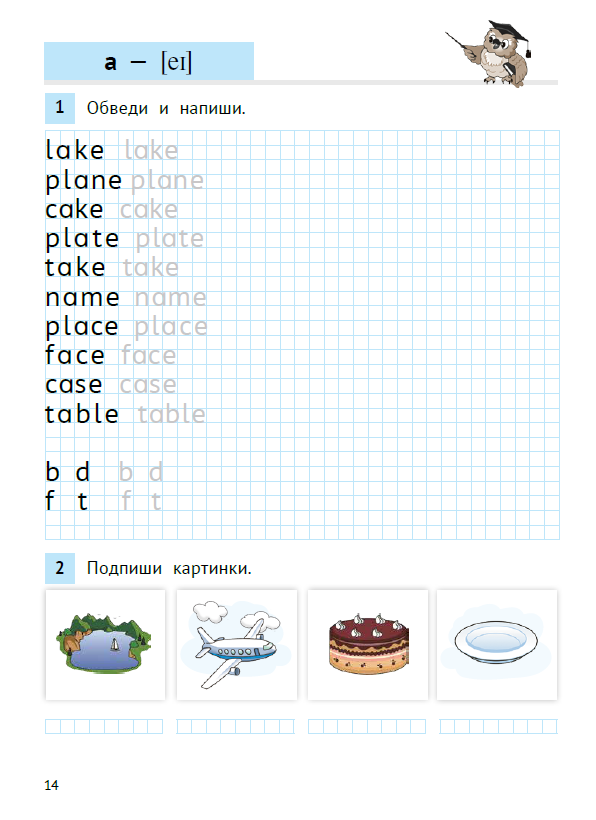 a – [eɪ]
1 Обведи и напиши.
lake lake
plane plane
cake cake
plate plate
take take
name name
place place
face face
case case
table table
b d b d
f t f t
2 Подпиши картинки.
14